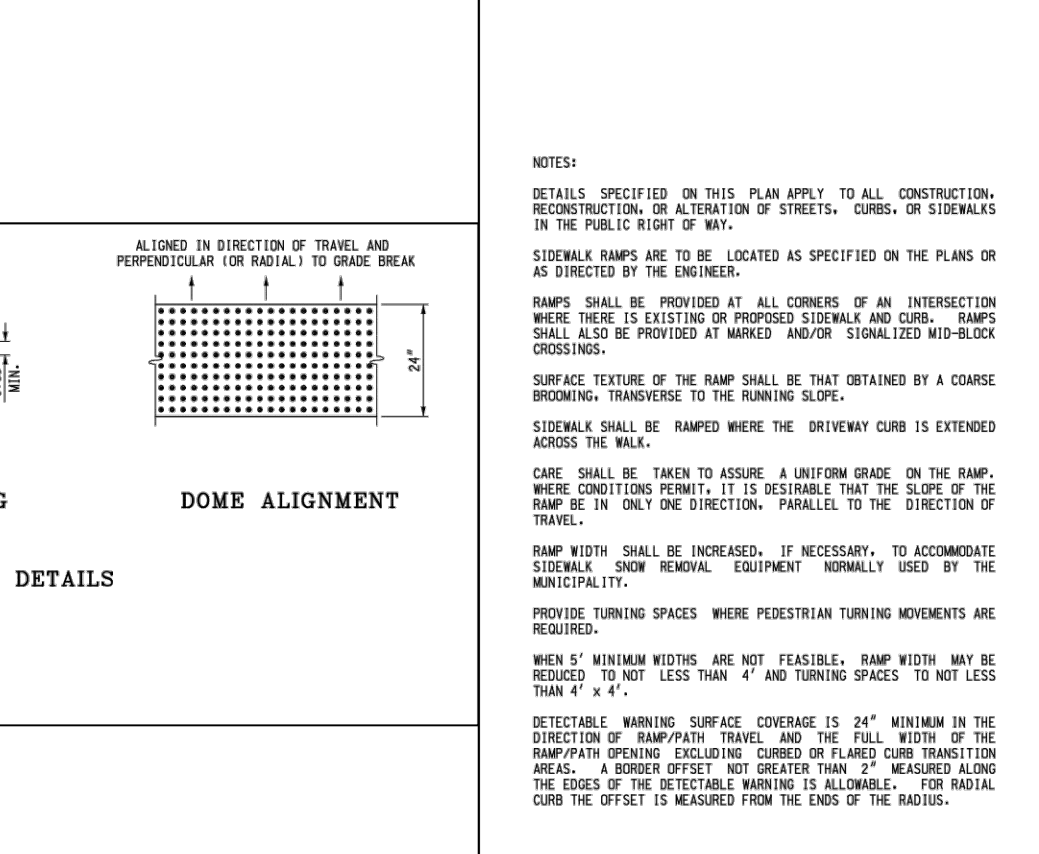 ALIGNED IN DIRECTION OF TRAVEL AND
PERPENDICULAR (OR RADIAL) TO GRADE BREAK
24"
MIN.
DOME ALIGNMENT
DETAILS
NOTES:
DETAILS SPECIFIED ON THIS PLAN APPLY TO ALL CONSTRUCTION,
RECONSTRUCTION, OR ALTERATION OF STREETS, CURBS, OR SIDEWALKS
IN THE PUBLIC RIGHT OF WAY.
SIDEWALK RAMPS ARE TO BE LOCATED AS SPECIFIED ON THE PLANS OR
AS DIRECTED BY THE ENGINEER.
RAMPS SHALL BE PROVIDED AT ALL CORNERS OF AN INTERSECTION
WHERE THERE IS EXISTING OR PROPOSED SIDEWALK AND CURB. RAMPS
SHALL ALSO BE PROVIDED AT MARKED AND/OR SIGNALIZED MID-BLOCK
CROSSINGS.
SURFACE TEXTURE OF THE RAMP SHALL BE THAT OBTAINED BY A COARSE
BROOMING, TRANSVERSE TO THE RUNNING SLOPE.
SIDEWALK SHALL BE RAMPED WHERE THE DRIVEWAY CURB IS EXTENDED
ACROSS THE WALK.
CARE SHALL BE TAKEN TO ASSURE A UNIFORM GRADE ON THE RAMP.
WHERE CONDITIONS PERMIT, IT IS DESIRABLE THAT THE SLOPE OF THE
RAMP BE IN ONLY ONE DIRECTION, PARALLEL TO THE DIRECTION OF
TRAVEL.
RAMP WIDTH SHALL BE INCREASED, IF NECESSARY, TO ACCOMMODATE
SIDEWALK SNOW REMOVAL EQUIPMENT NORMALLY USED BY THE
MUNICIPALITY.
PROVIDE TURNING SPACES WHERE PEDESTRIAN TURNING MOVEMENTS ARE
REQUIRED.
WHEN 5' MINIMUM WIDTHS ARE NOT FEASIBLE, RAMP WIDTH MAY BE
REDUCED TO NOT LESS THAN 4' AND TURNING SPACES TO NOT LESS
THAN 4' x 4'.
DETECTABLE WARNING SURFACE COVERAGE IS 24" MINIMUM IN THE
DIRECTION OF RAMP/PATH TRAVEL AND THE FULL WIDTH OF THE
RAMP/PATH OPENING EXCLUDING CURBED OR FLARED CURB TRANSITION
AREAS. A BORDER OFFSET NOT GREATER THAN 2" MEASURED ALONG
THE EDGES OF THE DETECTABLE WARNING IS ALLOWABLE. FOR RADIAL
CURB THE OFFSET IS MEASURED FROM THE ENDS OF THE RADIUS.